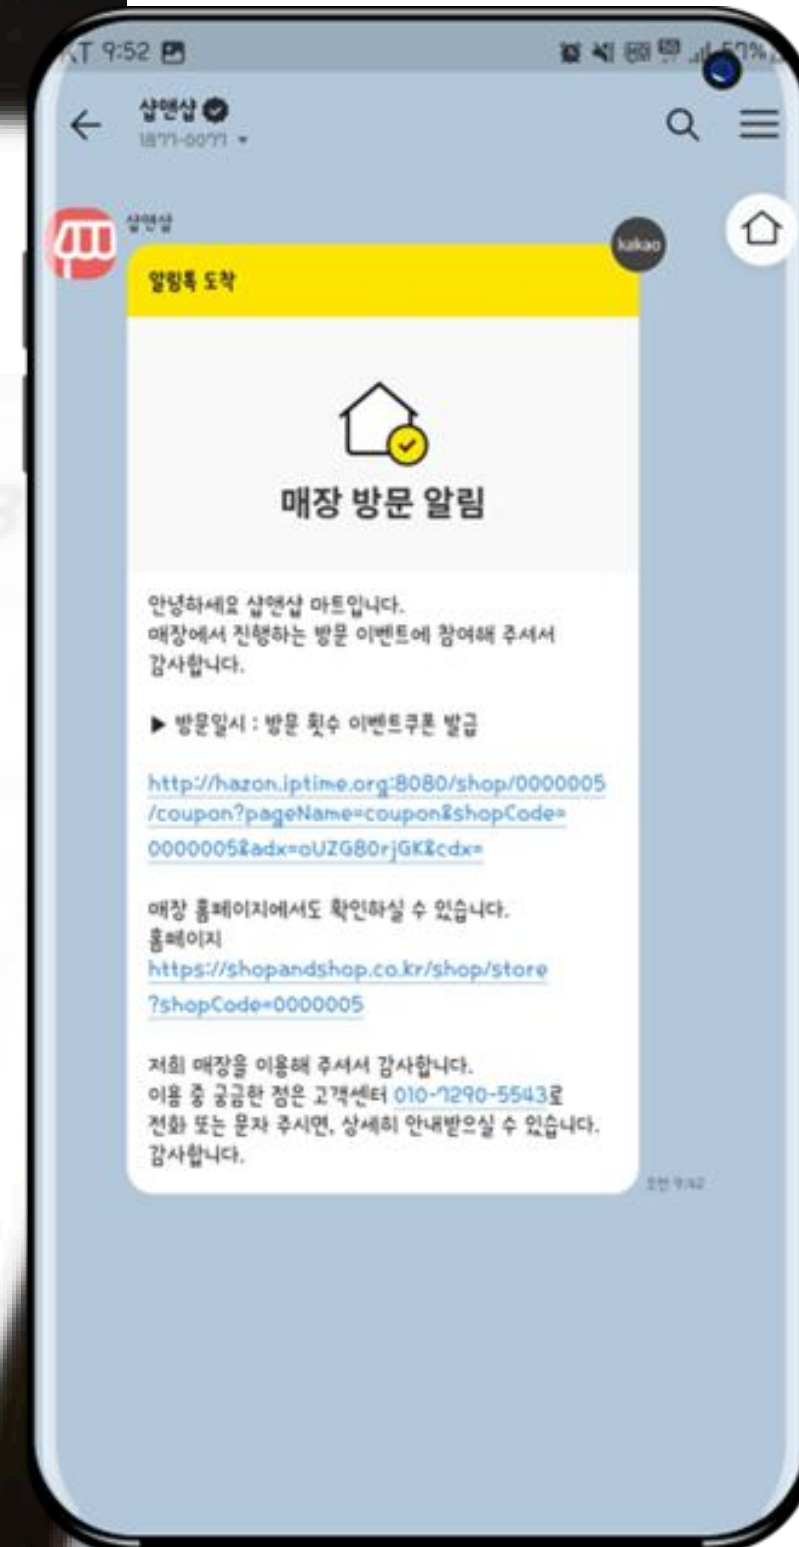 KT 9:52
57%
샵앤샵
1877-0077
샵앤샵
kakao
알림톡 도착
매장 방문 알림
안녕하세요 샵앤샵 마트입니다.
매장에서 진행하는 방문 이벤트에 참여해 주셔서
감사합니다.
▶ 방문일시 : 방문 횟수 이벤트쿠폰 발급
http://hazon.iptime.org:8080/shop/0000005
/coupon?pageName=coupon&shopCode=
0000005&adx=oUZG80rjGK&cdx=
매장 홈페이지에서도 확인하실 수 있습니다.
홈페이지
https://shopandshop.co.kr/shop/store
?shopCode=0000005
저희 매장을 이용해 주셔서 감사합니다.
이용 중 궁금한 점은 고객센터 010-7290-5543로
전화 또는 문자 주시면, 상세히 안내받으실 수 있습니다.
감사합니다.
오전 9:42